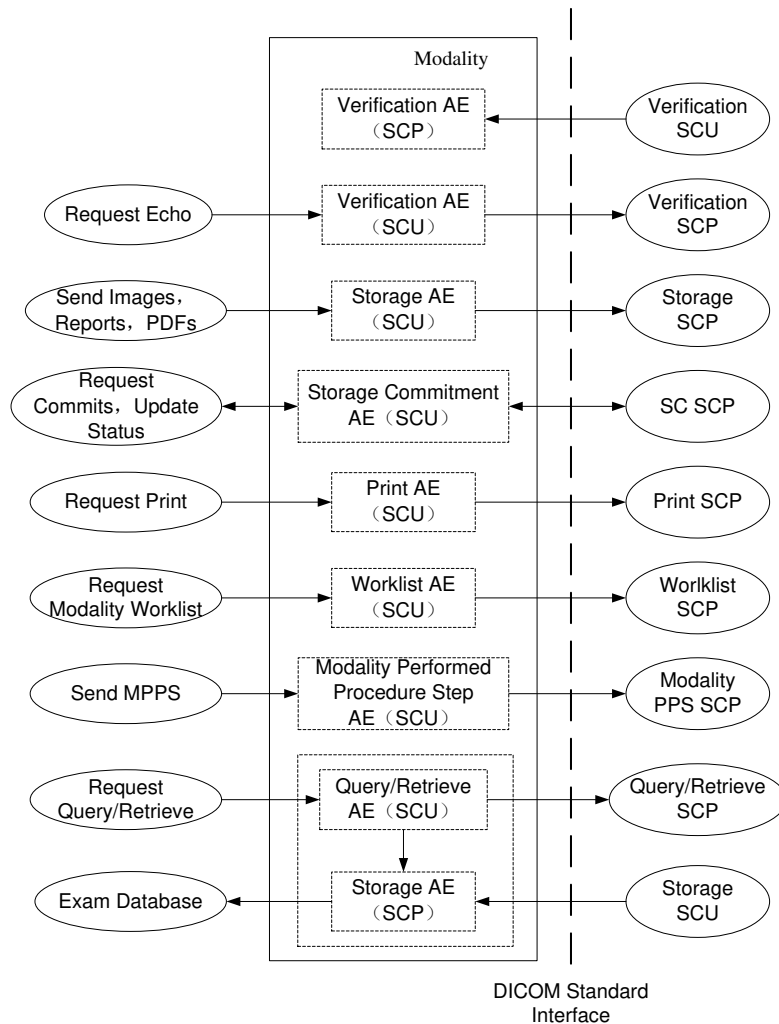 Modality
Verification AE
（SCP）
Verification
SCU
Request Echo
Verification AE
（SCU）
Verification
SCP
Send Images，
Reports，PDFs
Storage AE
（SCU）
Storage
SCP
Request
Commits，Update
Status
Storage Commitment
AE（SCU）
SC SCP
Request Print
Print AE
（SCU）
Print SCP
Request
Modality Worklist
Worklist AE
（SCU）
Worlklist
SCP
Send MPPS
Modality Performed
Procedure Step
AE（SCU）
Modality
PPS SCP
Request
Query/Retrieve
Query/Retrieve
AE（SCU）
Query/Retrieve
SCP
Exam Database
Storage AE
（SCP）
Storage
SCU
DICOM Standard
Interface